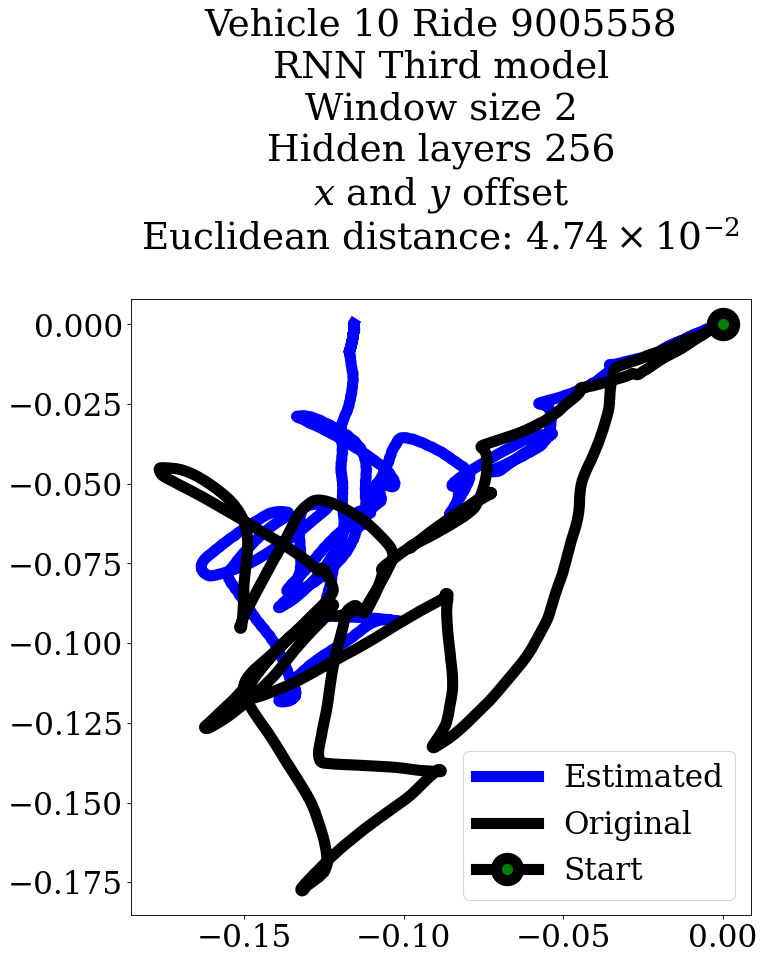 Vehicle 10 Ride 9005558
RNN Third model
Window size 2
Hidden layers 256
x and y offset
Euclidean distance: 4.74 × 10⁻²
0.000
−0.025
−0.050
−0.075
−0.100
−0.125
−0.150
−0.175
Estimated
Original
Start
−0.15 −0.10 −0.05 0.00